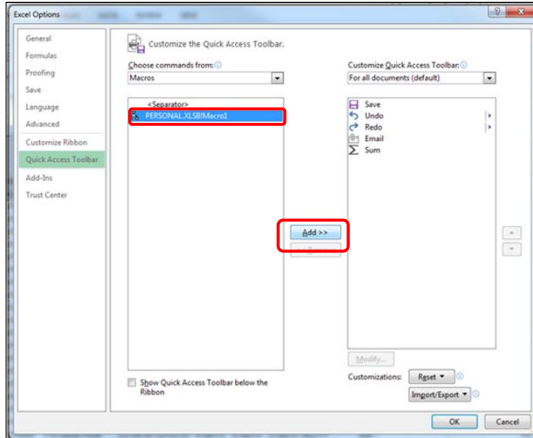 Excel Options
General
Formulas
Proofing
Save
Language
Advanced
Customize Ribbon
Quick Access Toolbar
Add-Ins
Trust Center
Customize the Quick Access Toolbar.
Choose commands from:
Macros
<Separator>
PERSONAL.XLSB!Macro1
Add >>
Show Quick Access Toolbar below the
Ribbon
Customize Quick Access Toolbar:
For all documents (default)
Save
Undo
Redo
Email
Sum
Modify...
Customizations:
Reset
Import/Export
OK
Cancel